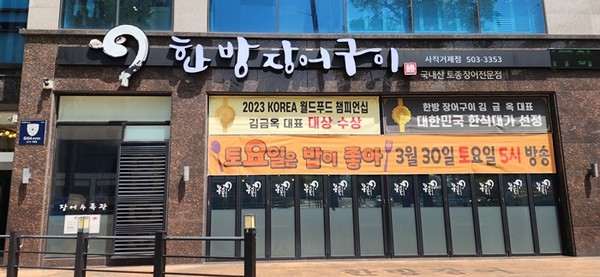 한방장어구이
사직거제점 503-3353
국내산 토종장어전문점
2023 KOREA 월드푸드 챔피언십
김금옥 대표 대상 수상
한방 장어구이 김 금 옥 대표
대한민국 한식대가 선정
토요일은 밥이 좋아 3월 30일 토요일 5시 방송
장어수족관